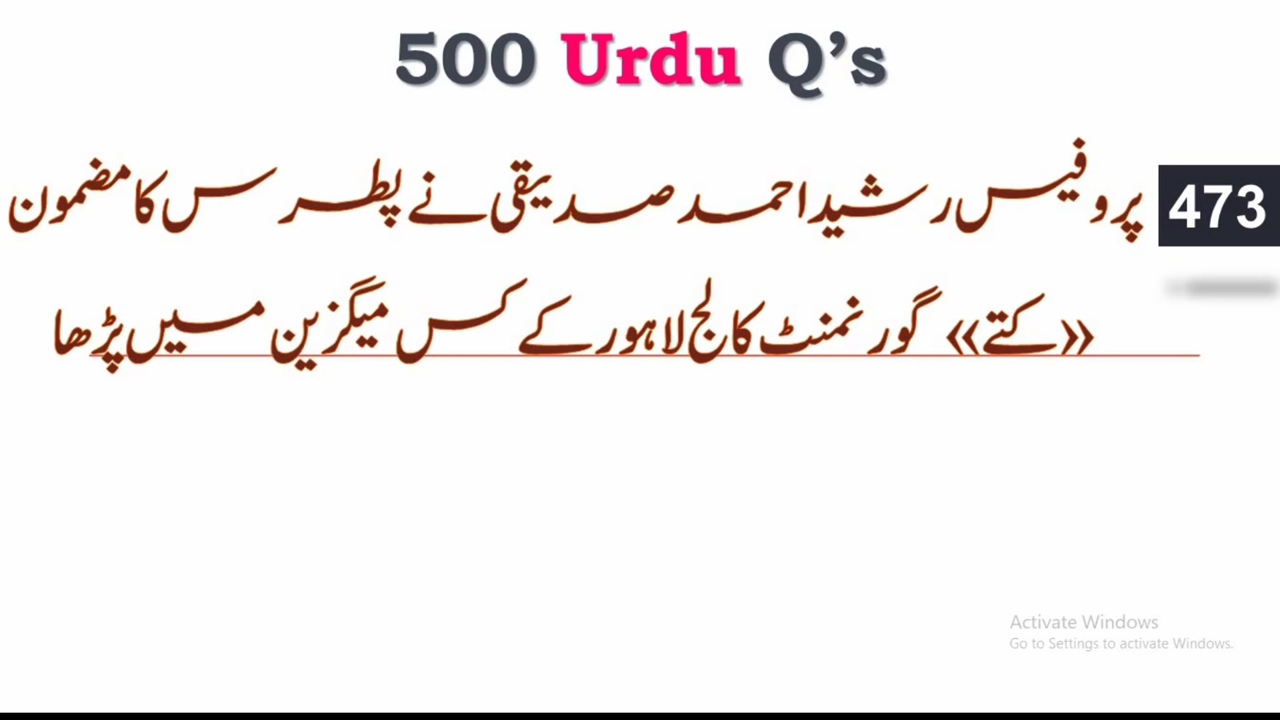 500 Urdu Q’s
473 پروفیسر رشید احمد صدیقی نے پطرس کا مضمون
«کتے» گورنمنٹ کالج لاہور کے کس میگزین میں پڑھا
Activate Windows
Go to Settings to activate Windows.